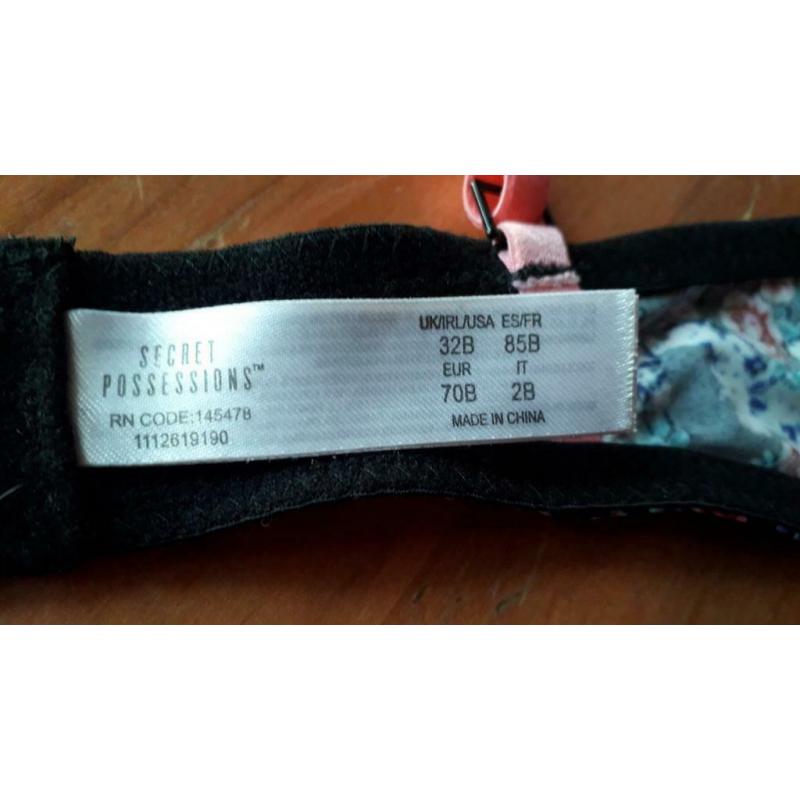 SECRET
POSSESSIONS™
RN CODE:145478
1112619190
UK/IRL/USA ES/FR
32B 85B
EUR IT
70B 2B
MADE IN CHINA